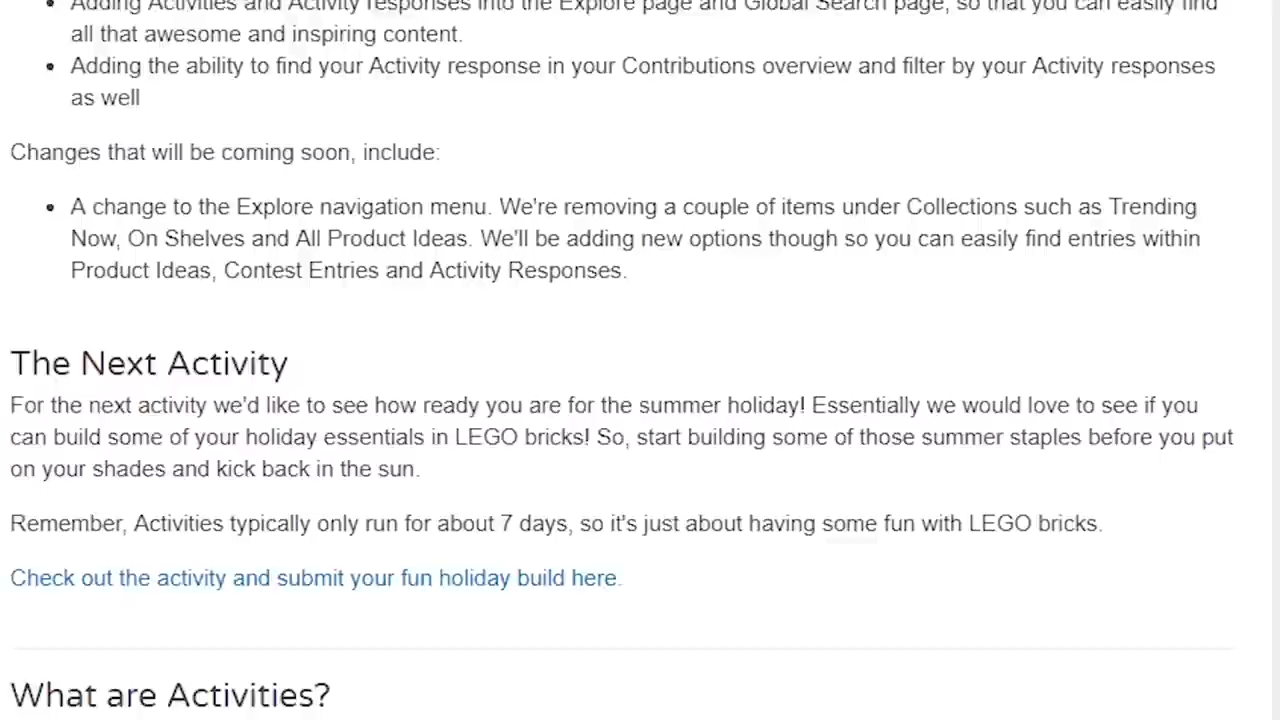 Adding Activities and Activity responses into the Explore page and Global Search page, so that you can easily find
all that awesome and inspiring content.
Adding the ability to find your Activity response in your Contributions overview and filter by your Activity responses
as well
Changes that will be coming soon, include:
A change to the Explore navigation menu. We're removing a couple of items under Collections such as Trending
Now, On Shelves and All Product Ideas. We'll be adding new options though so you can easily find entries within
Product Ideas, Contest Entries and Activity Responses.
The Next Activity
For the next activity we'd like to see how ready you are for the summer holiday! Essentially we would love to see if you
can build some of your holiday essentials in LEGO bricks! So, start building some of those summer staples before you put
on your shades and kick back in the sun.
Remember, Activities typically only run for about 7 days, so it's just about having some fun with LEGO bricks.
Check out the activity and submit your fun holiday build here.
What are Activities?